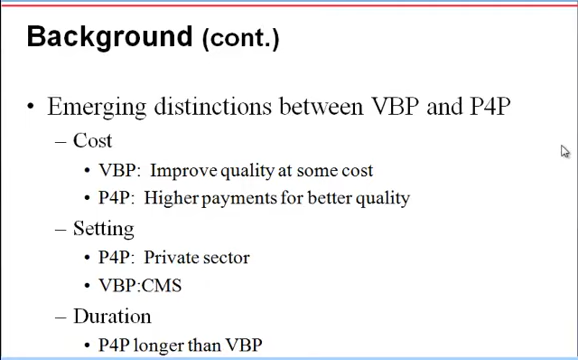 Background (cont.)
• Emerging distinctions between VBP and P4P
– Cost
• VBP: Improve quality at some cost
• P4P: Higher payments for better quality
– Setting
• P4P: Private sector
• VBP:CMS
– Duration
• P4P longer than VBP